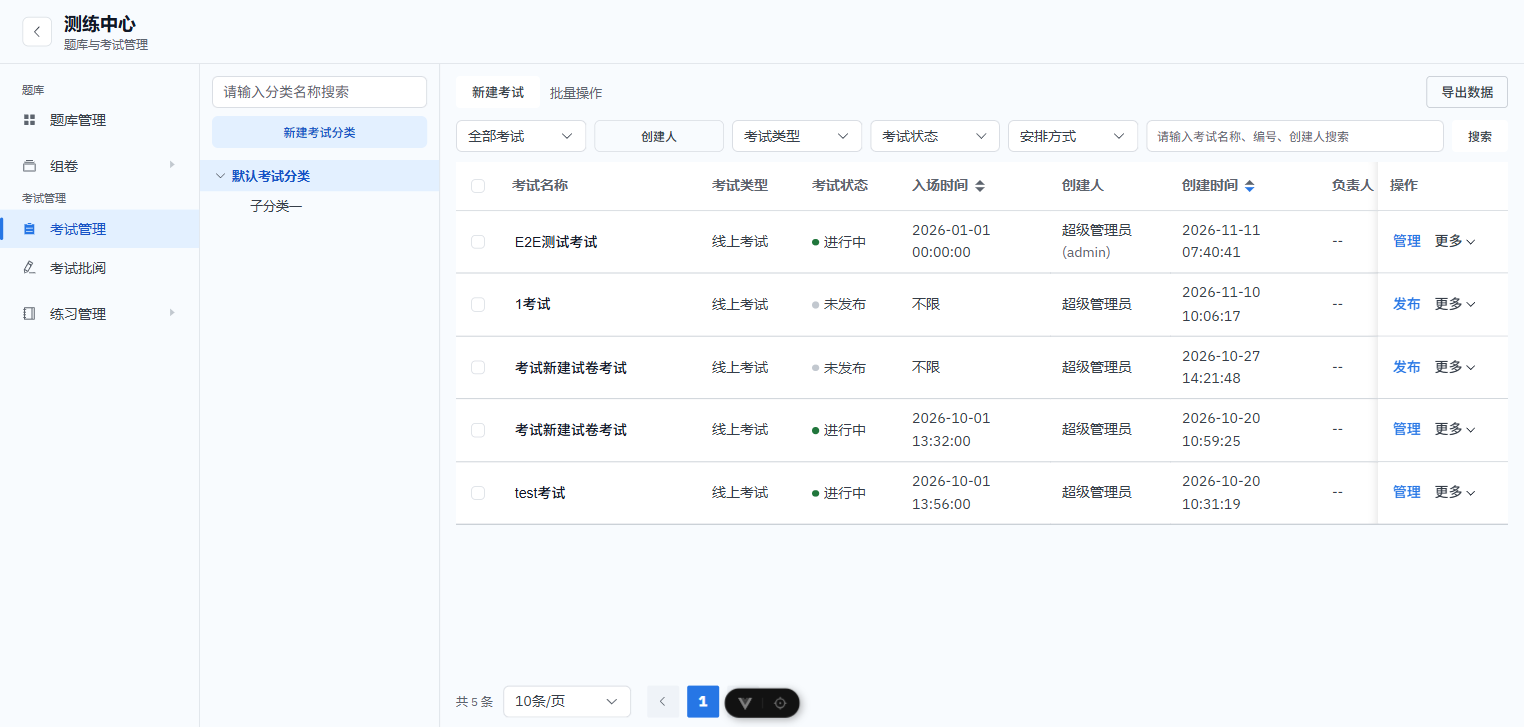 测练中心
题库与考试管理
题库
题库管理
组卷
考试管理
考试管理
考试批阅
练习管理
请输入分类名称搜索
新建考试分类
默认考试分类
子分类一
新建考试 批量操作 导出数据
全部考试 创建人 考试类型 考试状态 安排方式 请输入考试名称、编号、创建人搜索 搜索
考试名称 考试类型 考试状态 入场时间 创建人 创建时间 负责人 操作
E2E测试考试 线上考试 进行中 2026-01-01 00:00:00 超级管理员 (admin) 2026-11-11 07:40:41 -- 管理 更多
1考试 线上考试 未发布 不限 超级管理员 2026-11-10 10:06:17 -- 发布 更多
考试新建试卷考试 线上考试 未发布 不限 超级管理员 2026-10-27 14:21:48 -- 发布 更多
考试新建试卷考试 线上考试 进行中 2026-10-01 13:32:00 超级管理员 2026-10-20 10:59:25 -- 管理 更多
test考试 线上考试 进行中 2026-10-01 13:56:00 超级管理员 2026-10-20 10:31:19 -- 管理 更多
共 5 条 10条/页 1